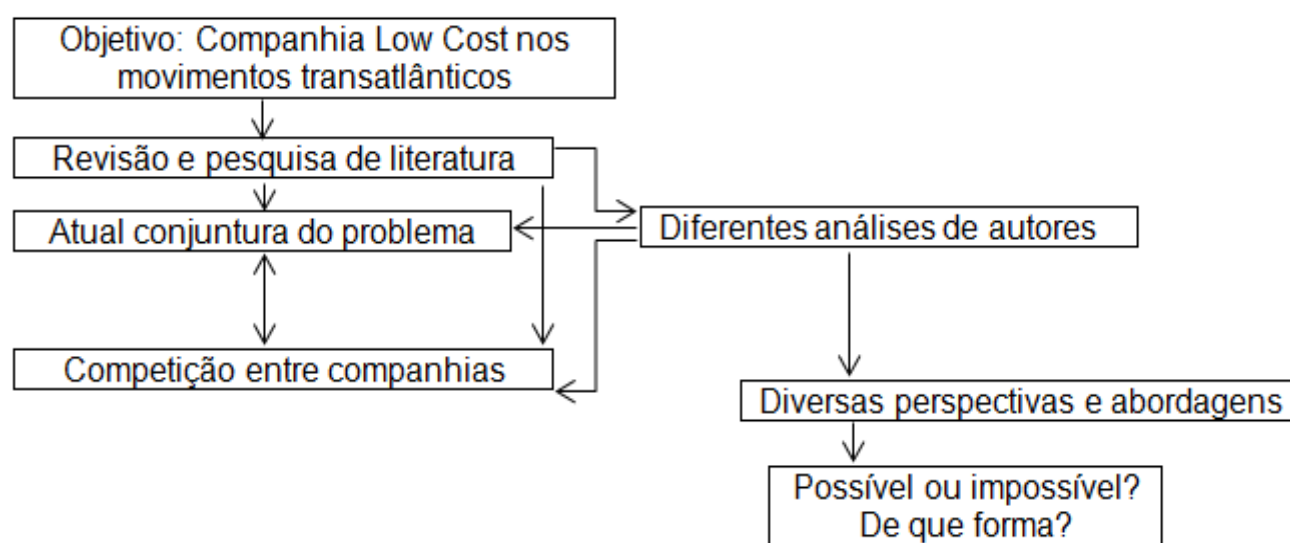 Objetivo: Companhia Low Cost nos
movimentos transatlânticos
Revisão e pesquisa de literatura
Atual conjuntura do problema
Diferentes análises de autores
Competição entre companhias
Diversas perspectivas e abordagens
Possível ou impossível?
De que forma?